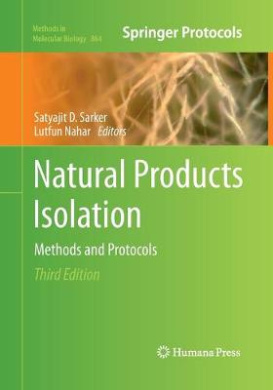 Methods in
Molecular Biology 864
Springer Protocols
Satyajit D. Sarker
Lutfun Nahar Editors
Natural Products
Isolation
Methods and Protocols
Third Edition
Humana Press